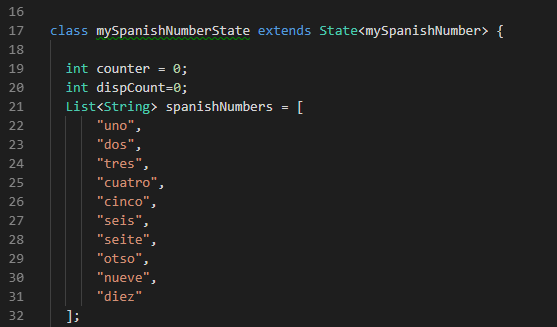 16
17 class mySpanishNumberState extends State<mySpanishNumber> {
18
19 int counter = 0;
20 int dispCount=0;
21 List<String> spanishNumbers = [
22 "uno",
23 "dos",
24 "tres",
25 "cuatro",
26 "cinco",
27 "seis",
28 "seite",
29 "otso",
30 "nueve",
31 "diez"
32 ];